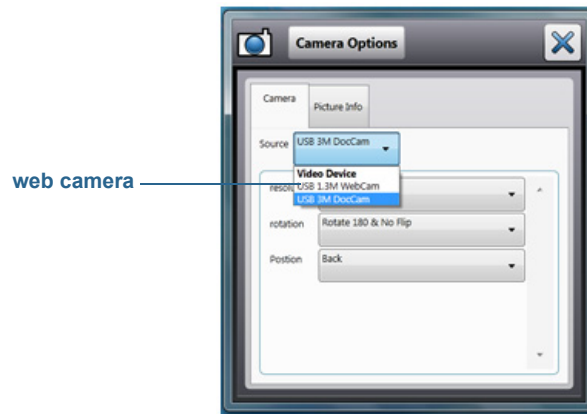 Camera Options
Camera
Picture Info
Source
USB 3M DocCam
Video Device
web camera
USB 1.3M WebCam
USB 3M DocCam
rotation
Rotate 180 & No Flip
Postion
Back